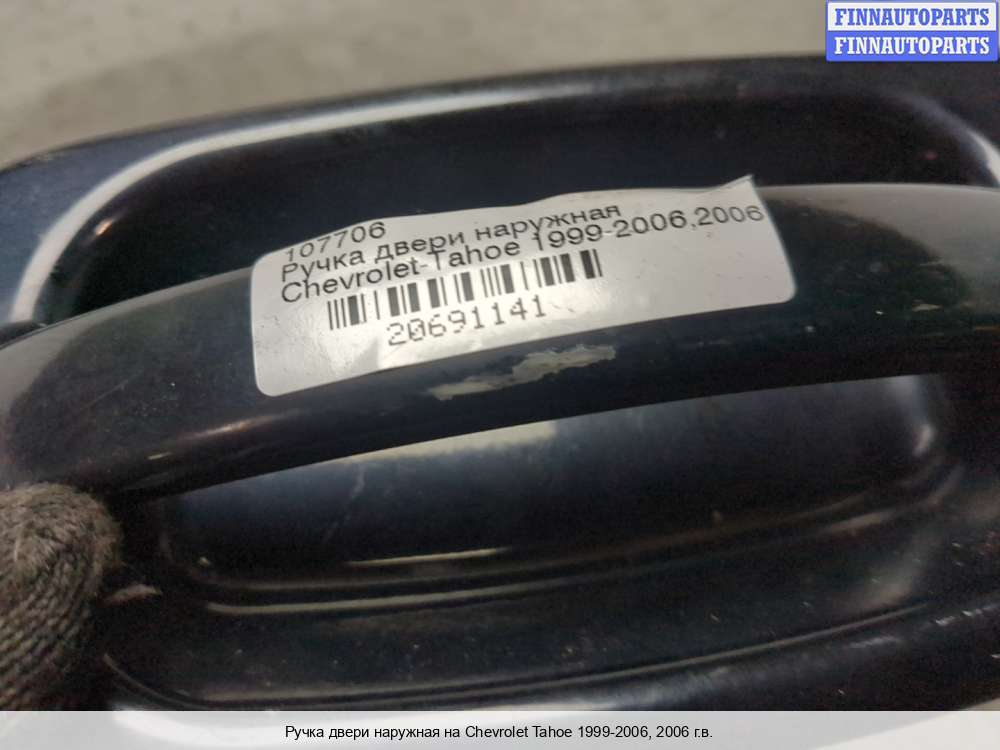 FINNAUTOPARTS
FINNAUTOPARTS
107706
Ручка двери наружная
Chevrolet-Tahoe 1999-2006,2006
20691141
Ручка двери наружная на Chevrolet Tahoe 1999-2006, 2006 г.в.